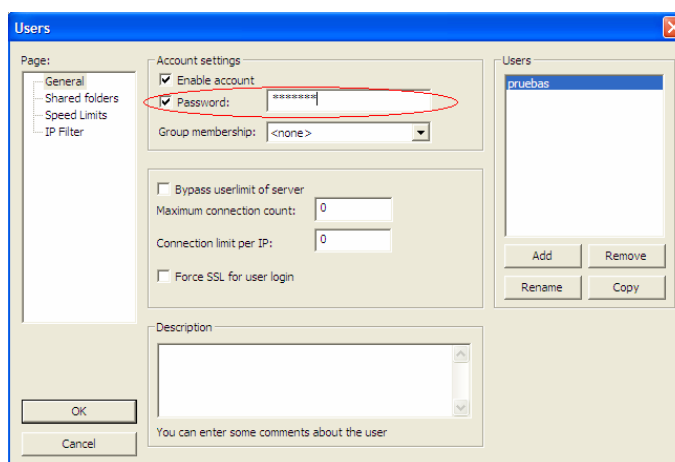 Users
Page:
General
Shared folders
Speed Limits
IP Filter
OK
Cancel
Account settings
Enable account
Password: *******
Group membership: <none>
Bypass userlimit of server
Maximum connection count: 0
Connection limit per IP: 0
Force SSL for user login
Description
You can enter some comments about the user
Users
pruebas
Add Remove
Rename Copy